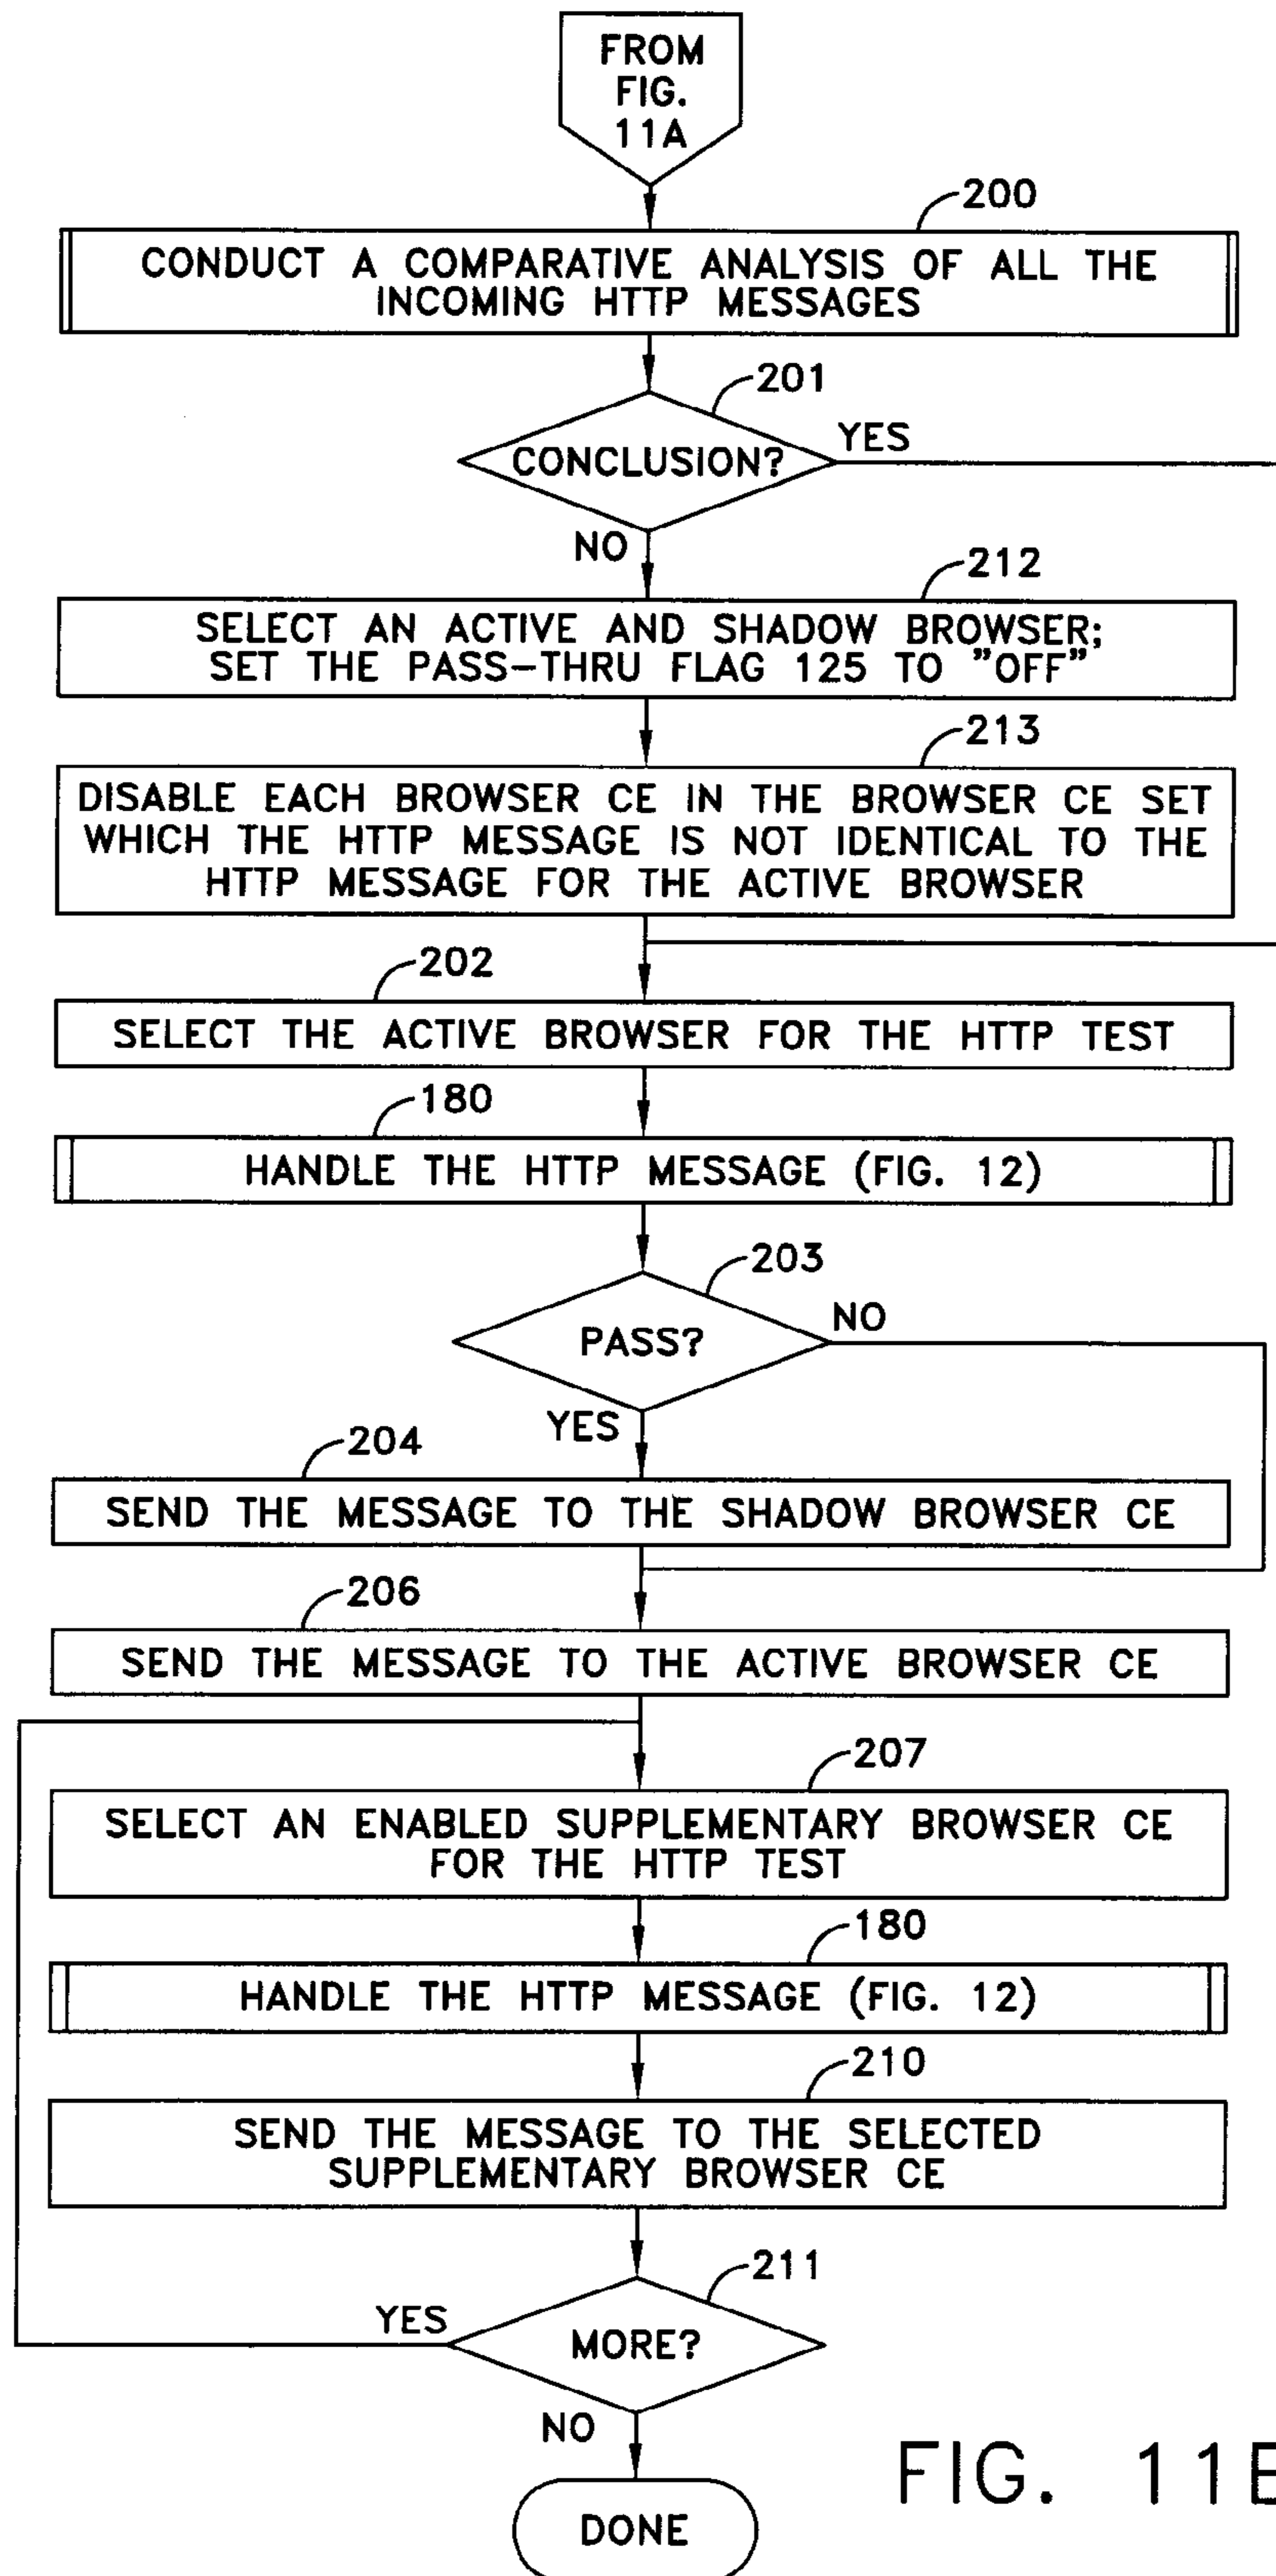 FROM
FIG.
11A
200
CONDUCT A COMPARATIVE ANALYSIS OF ALL THE
INCOMING HTTP MESSAGES
201
CONCLUSION?
YES
NO
212
SELECT AN ACTIVE AND SHADOW BROWSER;
SET THE PASS-THRU FLAG 125 TO "OFF"
213
DISABLE EACH BROWSER CE IN THE BROWSER CE SET
WHICH THE HTTP MESSAGE IS NOT IDENTICAL TO THE
HTTP MESSAGE FOR THE ACTIVE BROWSER
202
SELECT THE ACTIVE BROWSER FOR THE HTTP TEST
180
HANDLE THE HTTP MESSAGE (FIG. 12)
203
PASS?
NO
YES
204
SEND THE MESSAGE TO THE SHADOW BROWSER CE
206
SEND THE MESSAGE TO THE ACTIVE BROWSER CE
207
SELECT AN ENABLED SUPPLEMENTARY BROWSER CE
FOR THE HTTP TEST
180
HANDLE THE HTTP MESSAGE (FIG. 12)
210
SEND THE MESSAGE TO THE SELECTED
SUPPLEMENTARY BROWSER CE
211
YES
MORE?
NO
DONE
FIG. 11